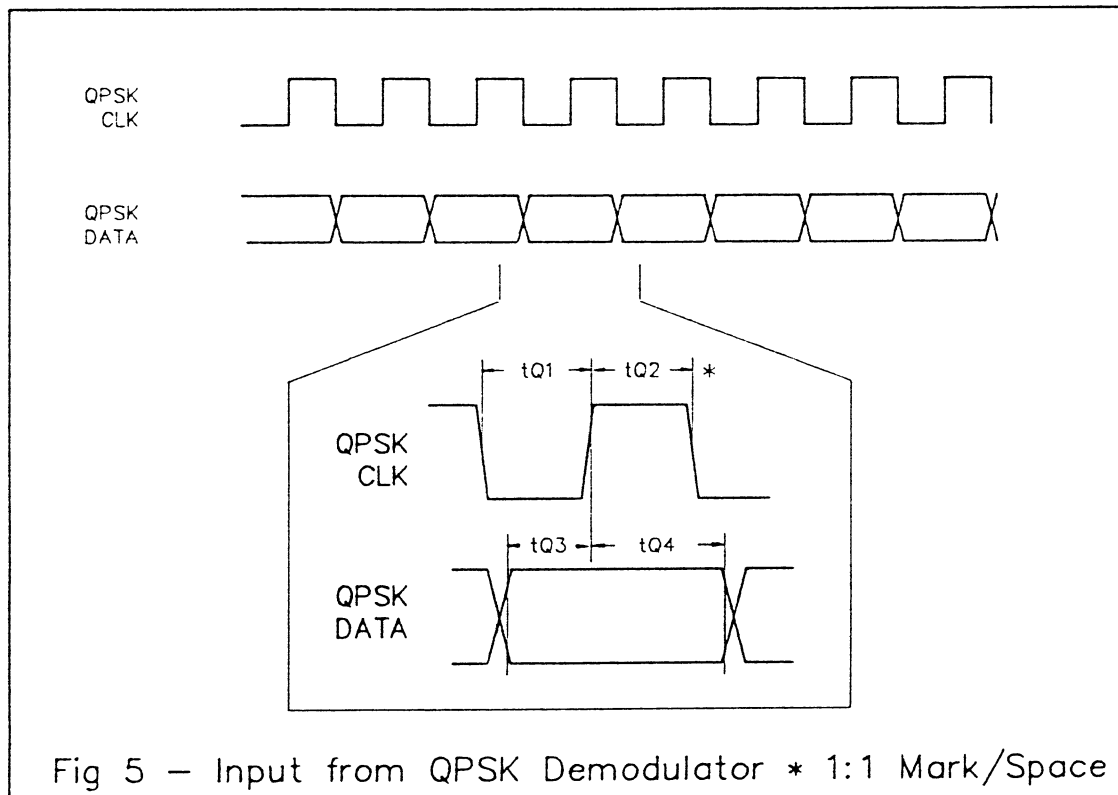 QPSK
CLK
QPSK
DATA
tQ1 tQ2 *
QPSK
CLK
tQ3 tQ4
QPSK
DATA
Fig 5 – Input from QPSK Demodulator * 1:1 Mark/Space